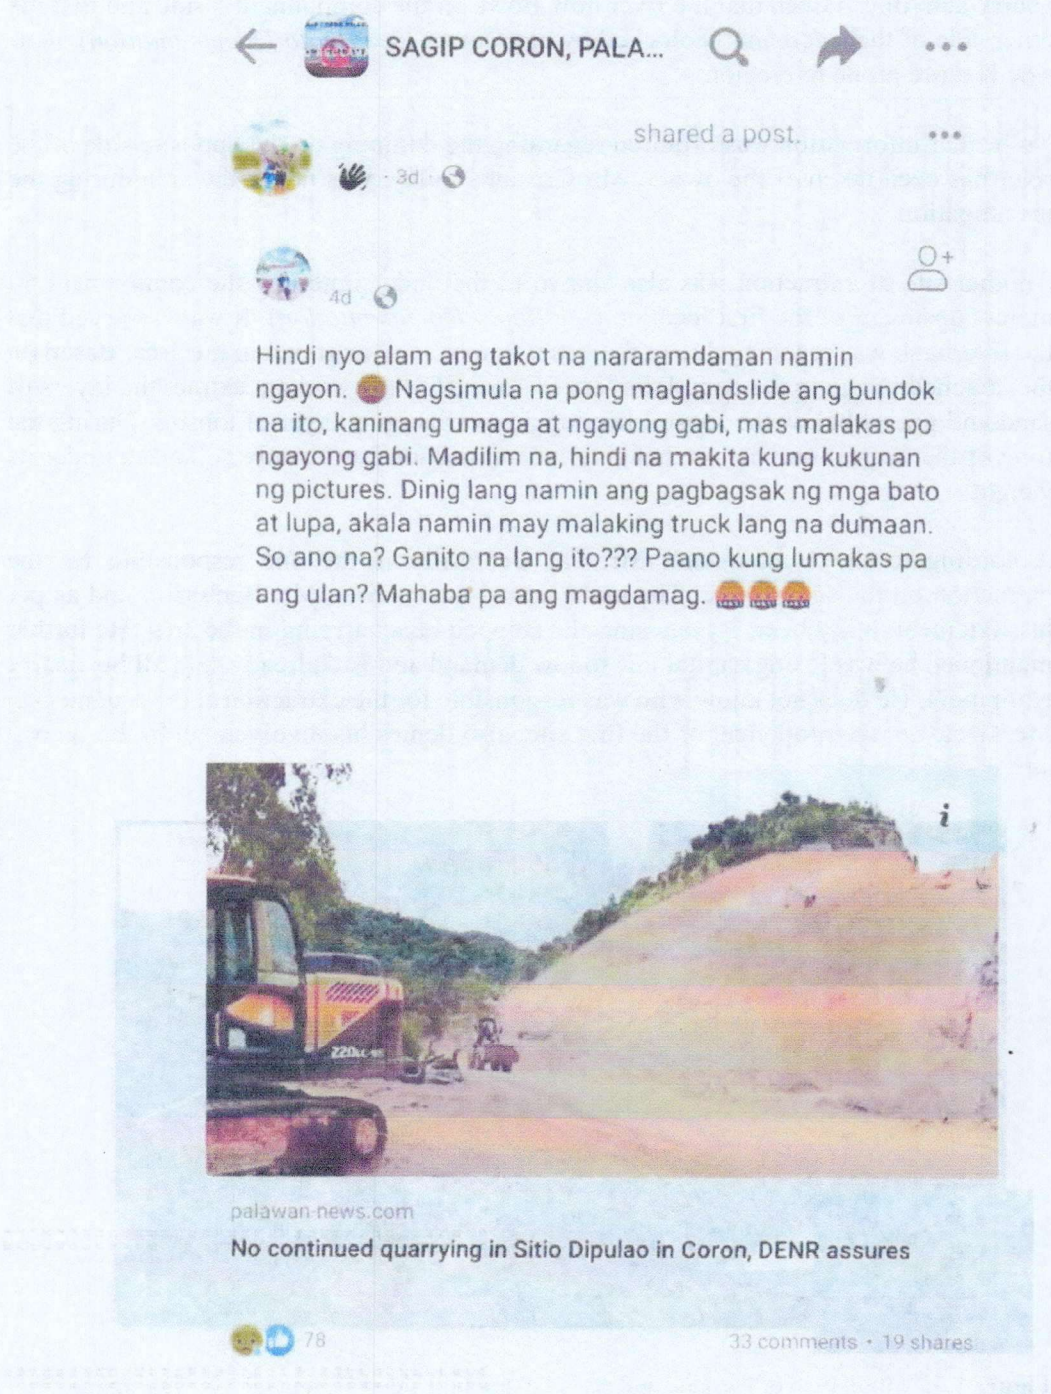 SAGIP CORON, PALA...
shared a post.
3d
4d
Hindi nyo alam ang takot na nararamdaman namin
ngayon. Nagsimula na pong maglandslide ang bundok
na ito, kaninang umaga at ngayong gabi, mas malakas po
ngayong gabi. Madilim na, hindi na makita kung kukunan
ng pictures. Dinig lang namin ang pagbagsak ng mga bato
at lupa, akala namin may malaking truck lang na dumaan.
So ano na? Ganito na lang ito??? Paano kung lumakas pa
ang ulan? Mahaba pa ang magdamag.
i
palawan-news.com
No continued quarrying in Sitio Dipulao in Coron, DENR assures
78
33 comments • 19 shares